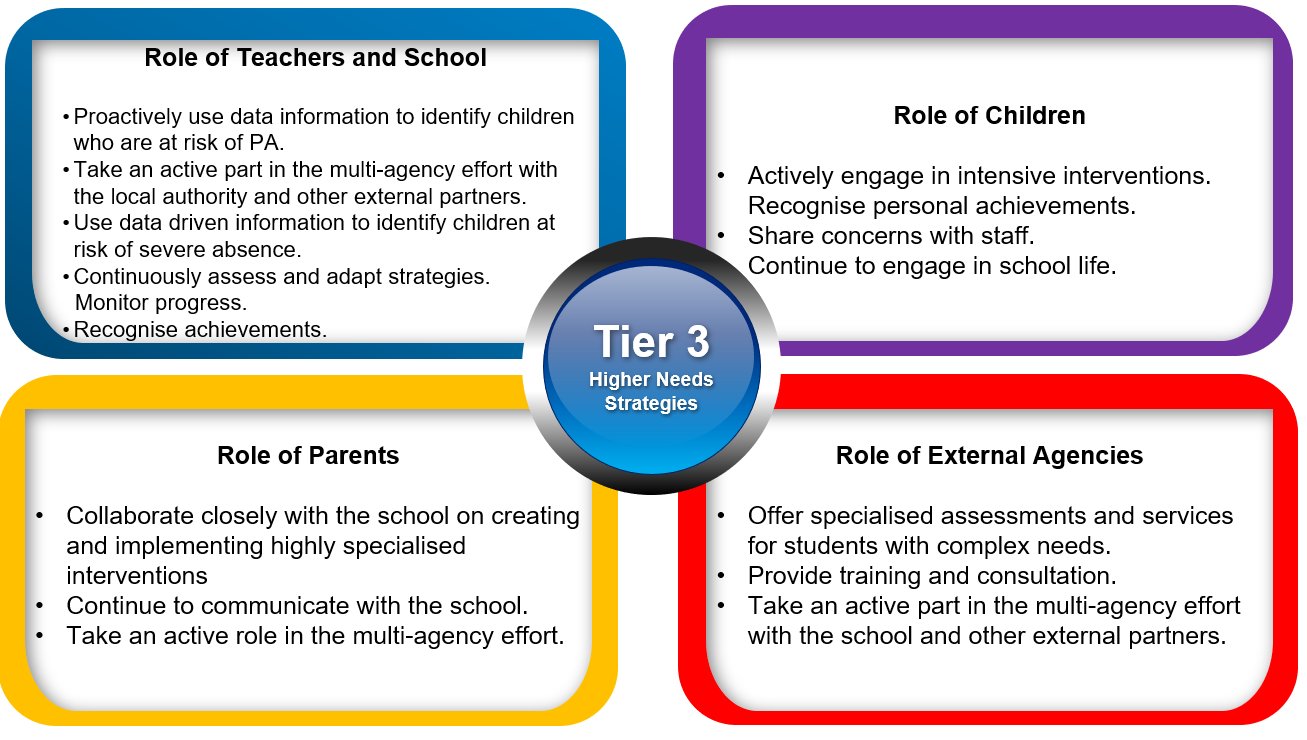 Role of Teachers and School
• Proactively use data information to identify children
who are at risk of PA.
• Take an active part in the multi-agency effort with
the local authority and other external partners.
• Use data driven information to identify children at
risk of severe absence.
• Continuously assess and adapt strategies.
Monitor progress.
• Recognise achievements.
Role of Children
• Actively engage in intensive interventions.
Recognise personal achievements.
• Share concerns with staff.
Continue to engage in school life.
Tier 3
Higher Needs
Strategies
Role of Parents
• Collaborate closely with the school on creating
and implementing highly specialised
interventions
• Continue to communicate with the school.
• Take an active role in the multi-agency effort.
Role of External Agencies
• Offer specialised assessments and services
for students with complex needs.
• Provide training and consultation.
• Take an active part in the multi-agency effort
with the school and other external partners.